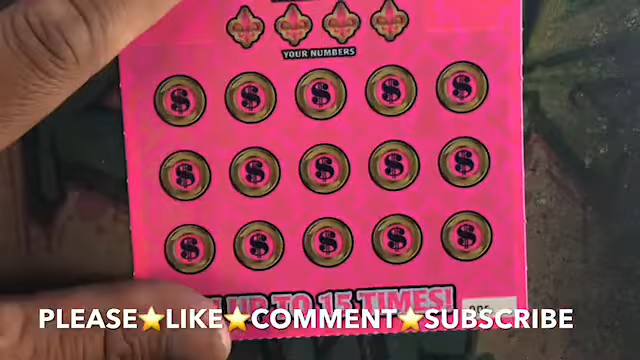 YOUR NUMBERS
UP TO 15 TIMES!
PLEASE⭐LIKE⭐COMMENT⭐SUBSCRIBE